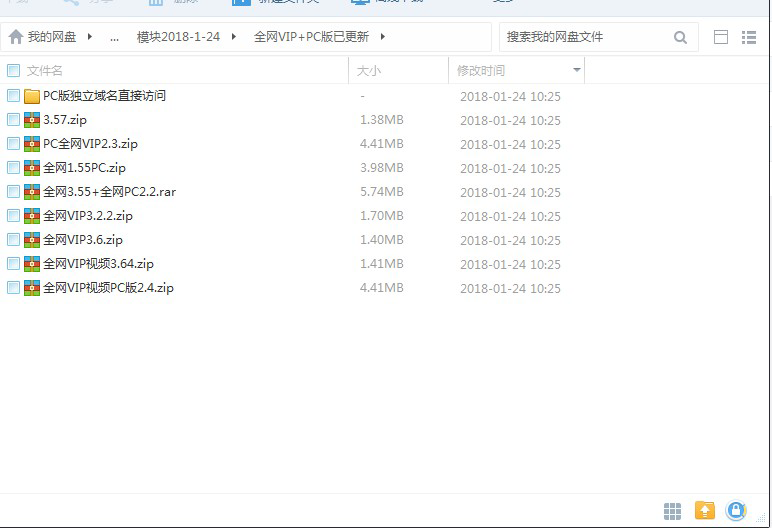 我的网盘 ... 模块2018-1-24 全网VIP+PC版已更新 搜索我的网盘文件
文件名 大小 修改时间
PC版独立域名直接访问 - 2018-01-24 10:25
3.57.zip 1.38MB 2018-01-24 10:25
PC全网VIP2.3.zip 4.41MB 2018-01-24 10:25
全网1.55PC.zip 3.98MB 2018-01-24 10:25
全网3.55+全网PC2.2.rar 5.74MB 2018-01-24 10:25
全网VIP3.2.2.zip 1.70MB 2018-01-24 10:25
全网VIP3.6.zip 1.40MB 2018-01-24 10:25
全网VIP视频3.64.zip 1.41MB 2018-01-24 10:25
全网VIP视频PC版2.4.zip 4.41MB 2018-01-24 10:25